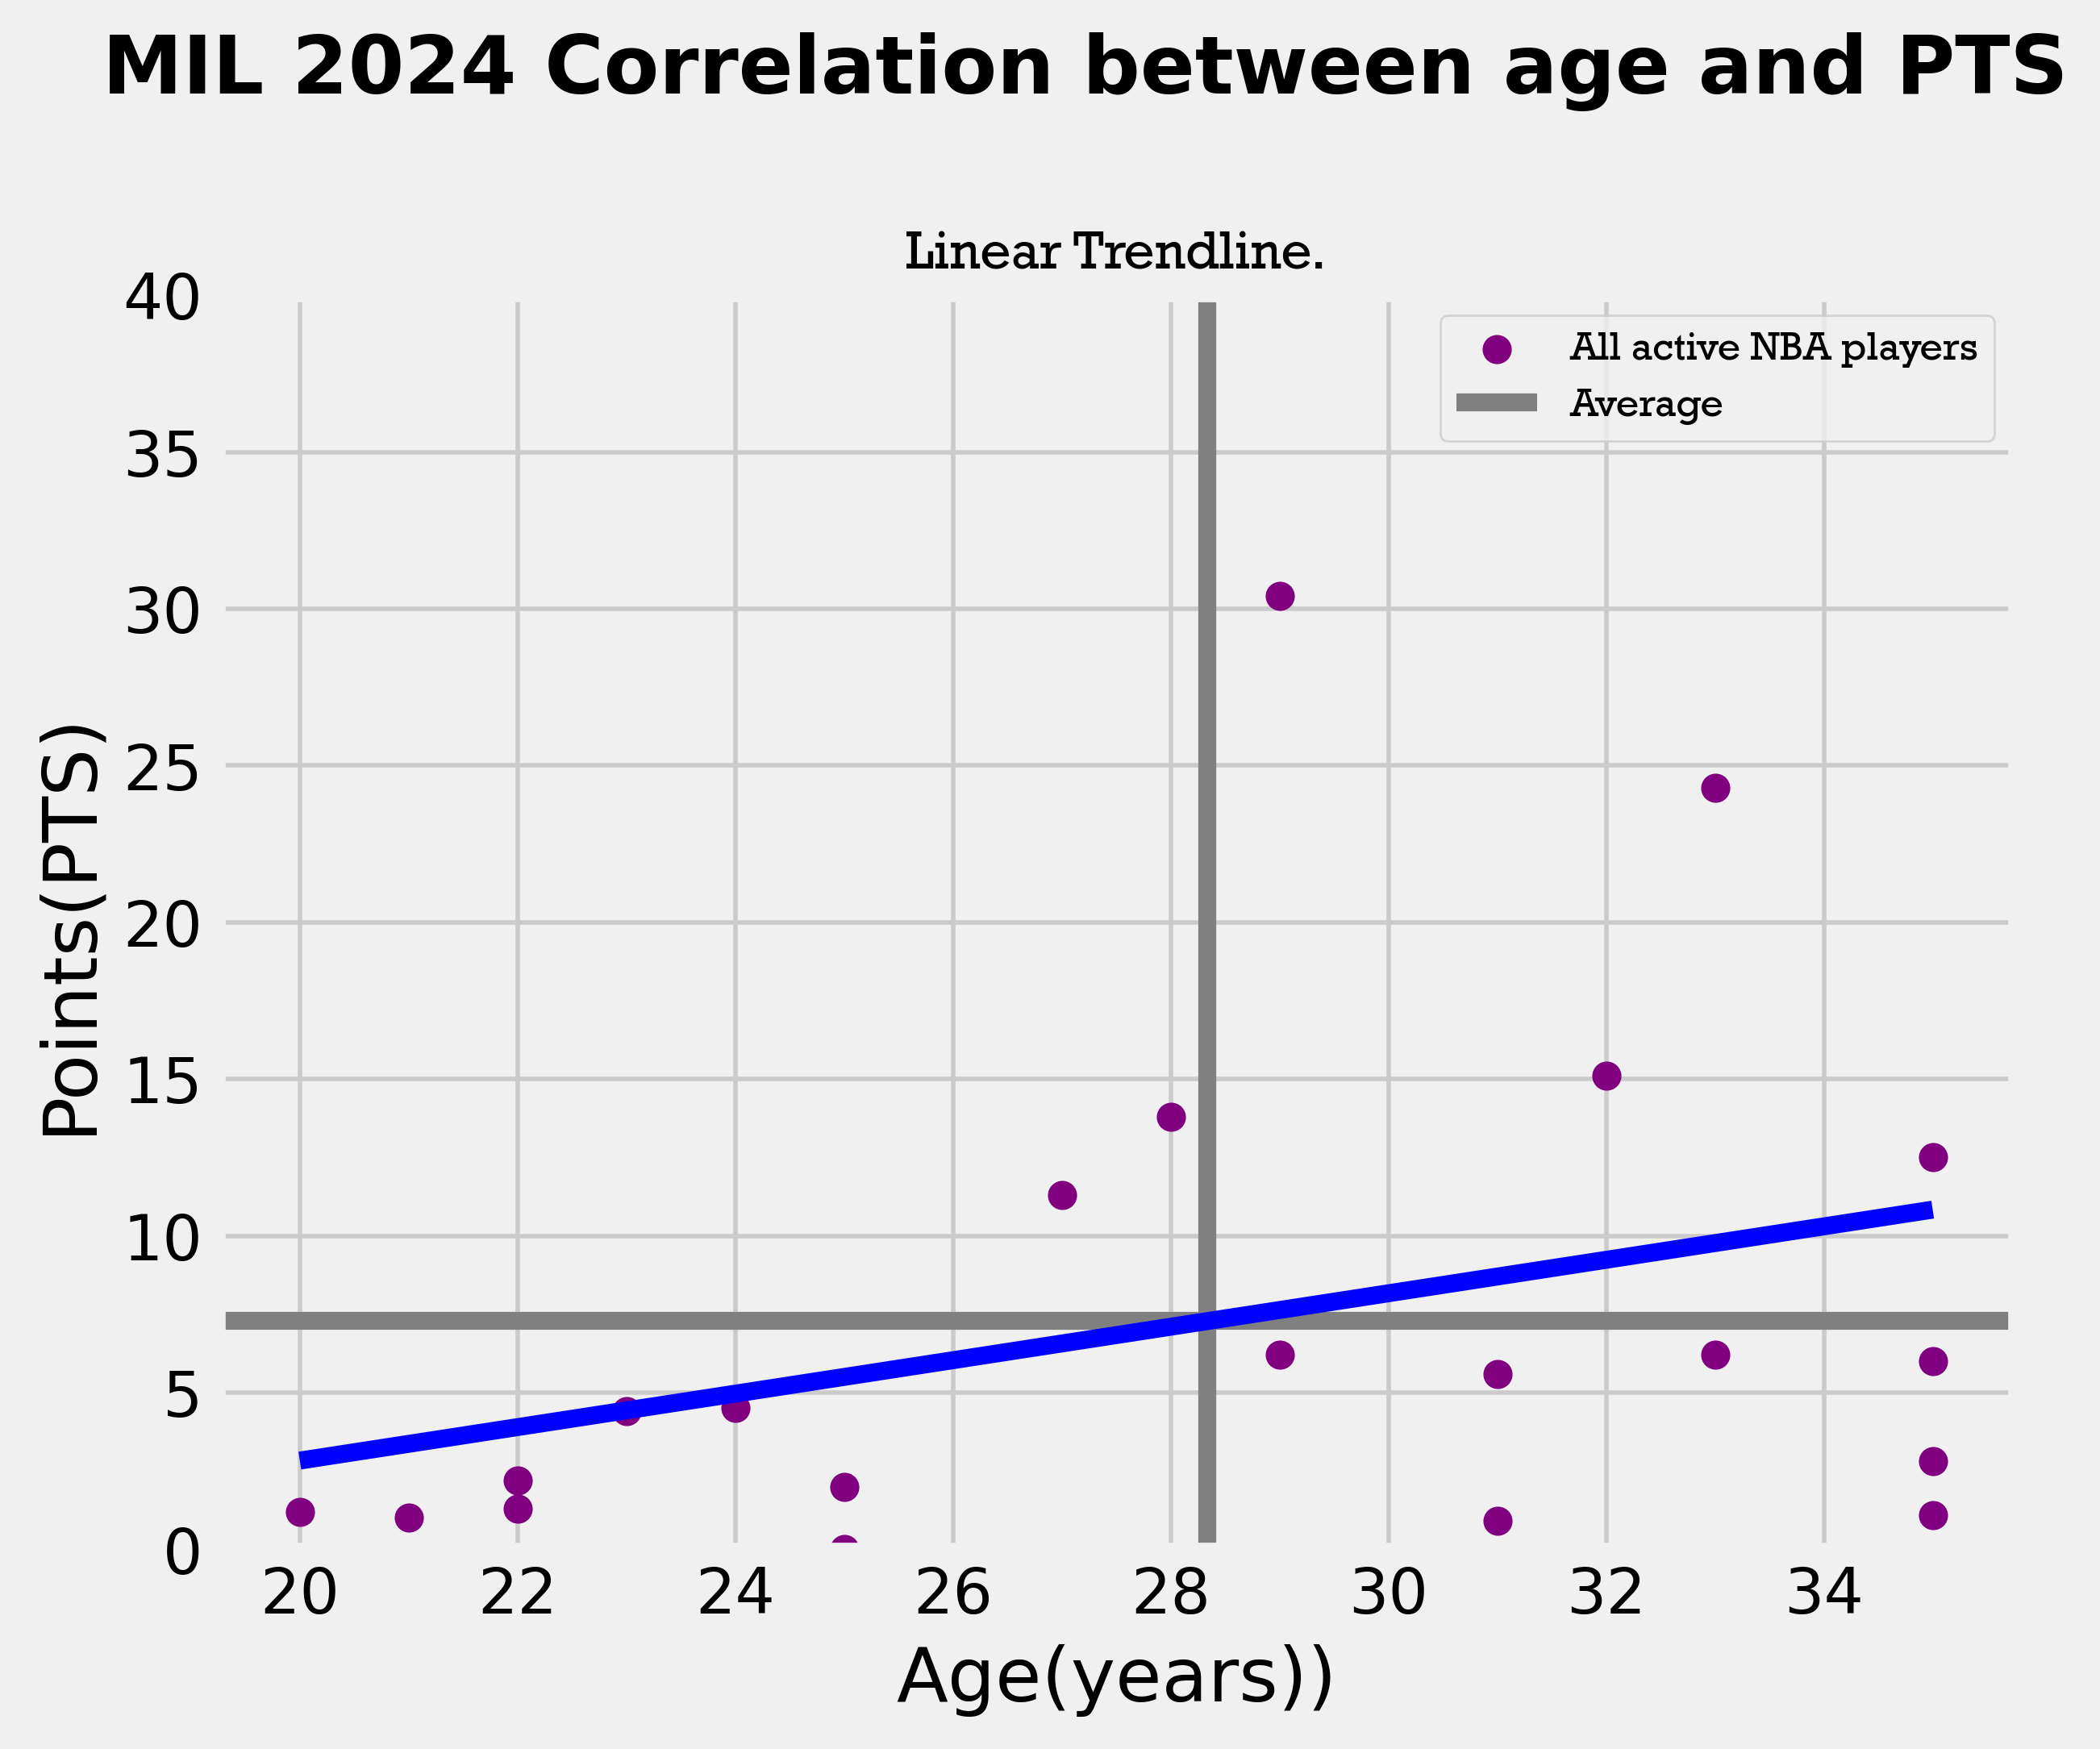 MIL 2024 Correlation between age and PTS
Linear Trendline.
All active NBA players
Average
Points(PTS)
40
35
30
25
20
15
10
5
0
20 22 24 26 28 30 32 34
Age(years))